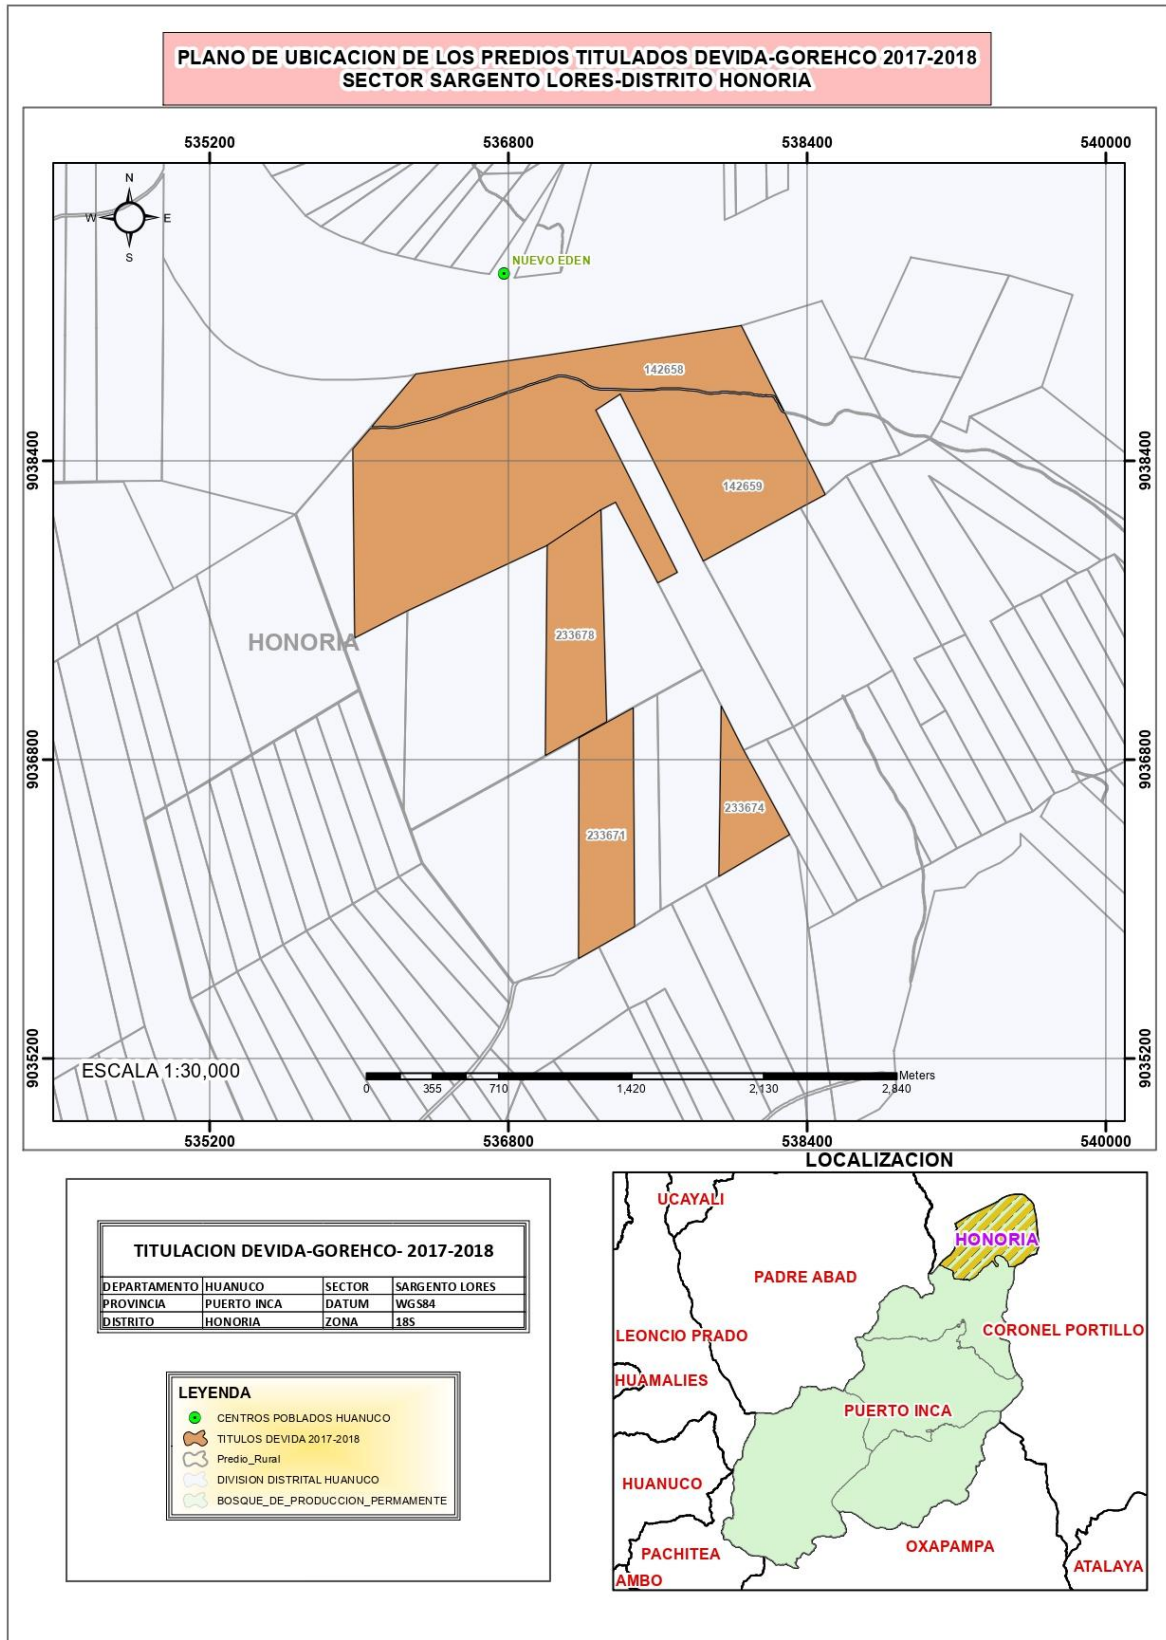 PLANO DE UBICACION DE LOS PREDIOS TITULADOS DEVIDA-GOREHCO 2017-2018
SECTOR SARGENTO LORES-DISTRITO HONORIA
535200 536800 538400 540000
N
W E
S
NUEVO EDEN
142658
9038400 9038400
142659
233678
HONORIA
9036800 9036800
233674
233671
9035200 9035200
ESCALA 1:30,000
Meters
0 355 710 1,420 2,130 2,840
535200 536800 538400 540000
LOCALIZACION
UCAYALI
HONORIA
PADRE ABAD
LEONCIO PRADO
CORONEL PORTILLO
HUAMALIES
PUERTO INCA
HUANUCO
OXAPAMPA
PACHITEA
ATALAYA
AMBO
TITULACION DEVIDA-GOREHCO- 2017-2018
DEPARTAMENTO HUANUCO SECTOR SARGENTO LORES
PROVINCIA PUERTO INCA DATUM WGS84
DISTRITO HONORIA ZONA 18S
LEYENDA
CENTROS POBLADOS HUANUCO
TITULOS DEVIDA 2017-2018
Predio_Rural
DIVISION DISTRITAL HUANUCO
BOSQUE_DE_PRODUCCION_PERMAMENTE